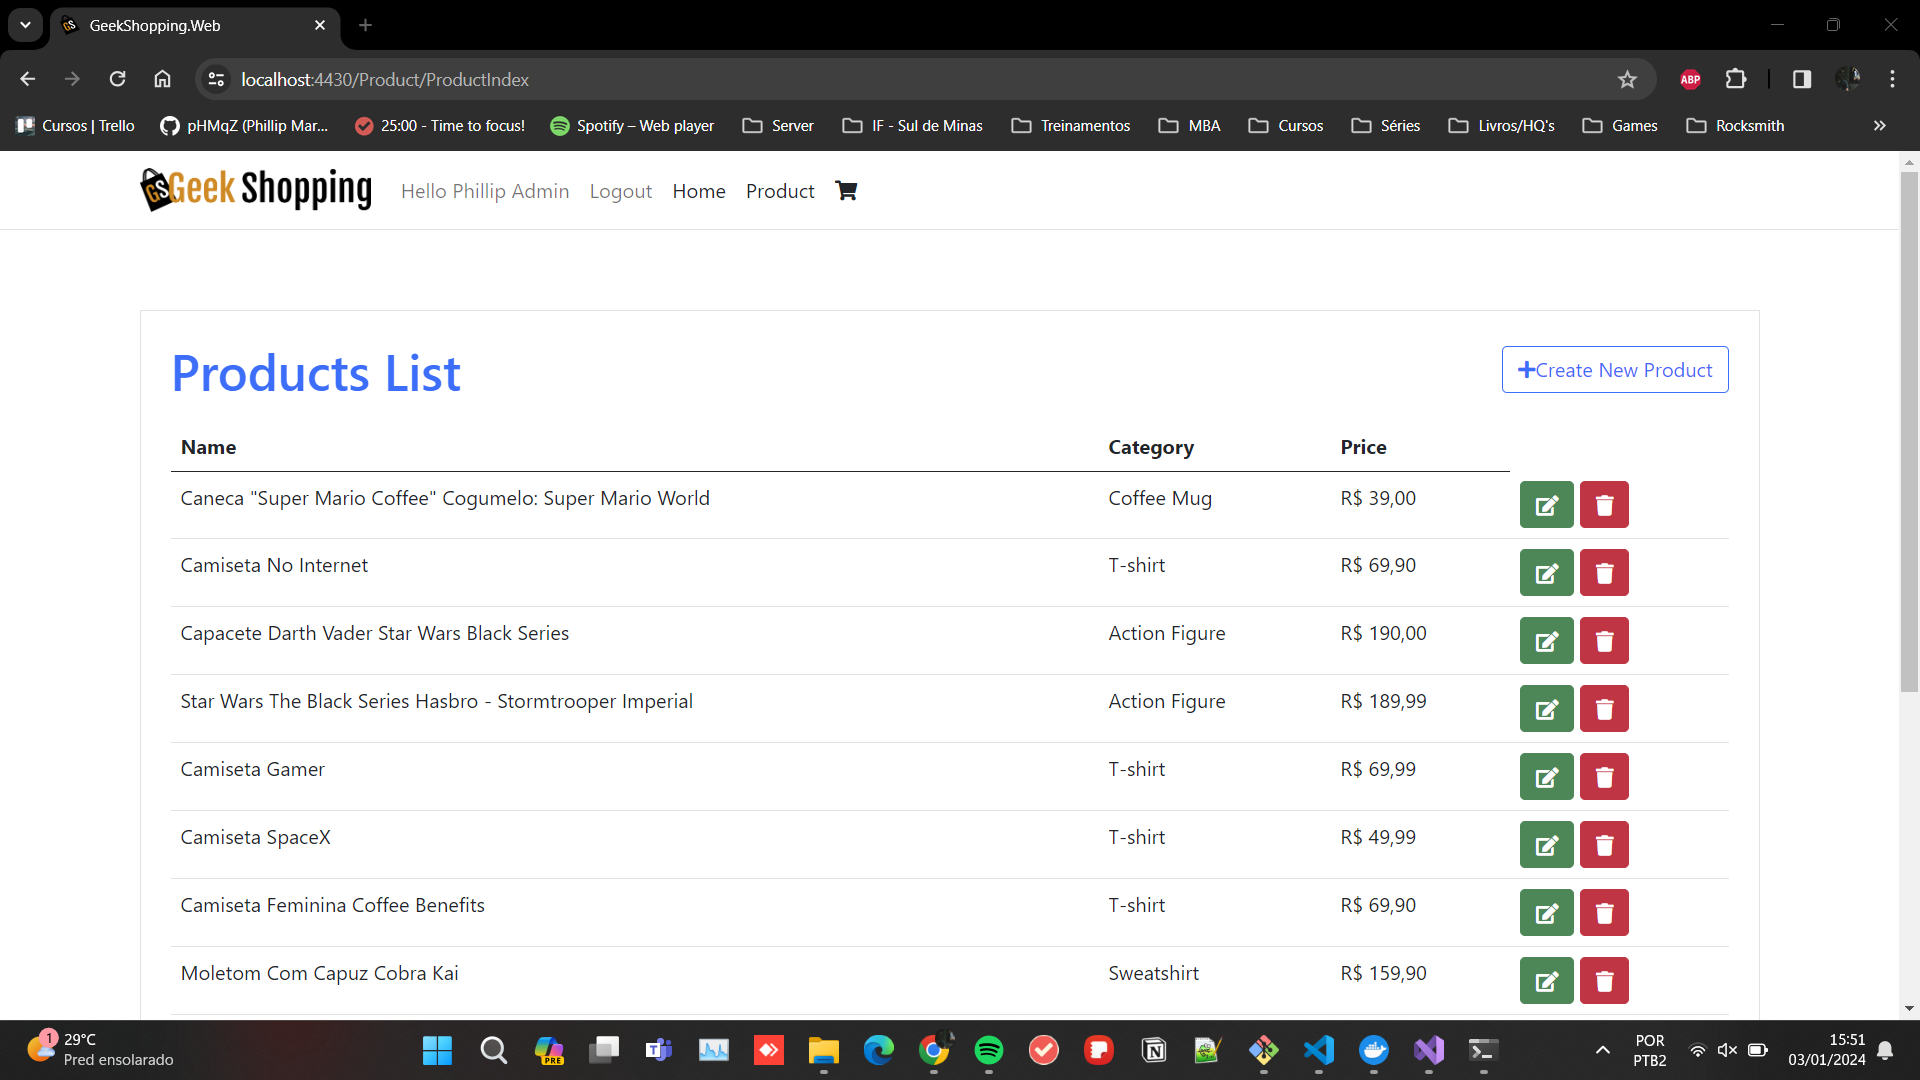 GeekShopping.Web
localhost:4430/Product/ProductIndex
ABP
Cursos | Trello
pHMqZ (Phillip Mar...
25:00 - Time to focus!
Spotify – Web player
Server
IF - Sul de Minas
Treinamentos
MBA
Cursos
Séries
Livros/HQ's
Games
Rocksmith
GS Geek Shopping
Hello Phillip Admin
Logout
Home
Product
Products List
Create New Product
Name Category Price
Caneca "Super Mario Coffee" Cogumelo: Super Mario World Coffee Mug R$ 39,00
Camiseta No Internet T-shirt R$ 69,90
Capacete Darth Vader Star Wars Black Series Action Figure R$ 190,00
Star Wars The Black Series Hasbro - Stormtrooper Imperial Action Figure R$ 189,99
Camiseta Gamer T-shirt R$ 69,99
Camiseta SpaceX T-shirt R$ 49,99
Camiseta Feminina Coffee Benefits T-shirt R$ 69,90
Moletom Com Capuz Cobra Kai Sweatshirt R$ 159,90
1
29°C
Pred ensolarado
PRE
POR
PTB2
15:51
03/01/2024